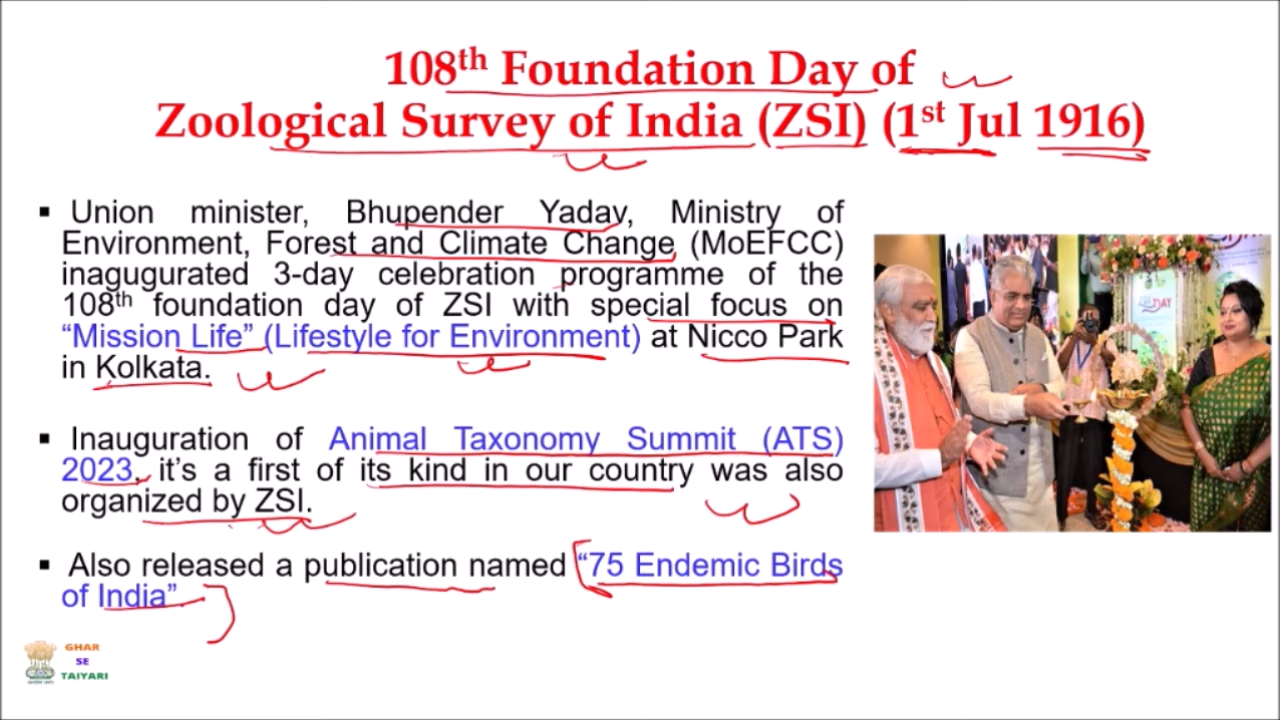 108th Foundation Day of
Zoological Survey of India (ZSI) (1st Jul 1916)
▪ Union minister, Bhupender Yadav, Ministry of
Environment, Forest and Climate Change (MoEFCC)
inagugurated 3-day celebration programme of the
108th foundation day of ZSI with special focus on
“Mission Life” (Lifestyle for Environment) at Nicco Park
in Kolkata.
▪ Inauguration of Animal Taxonomy Summit (ATS)
2023, it’s a first of its kind in our country was also
organized by ZSI.
▪ Also released a publication named “75 Endemic Birds
of India”
DAY
GHAR
SE
TAIYARI